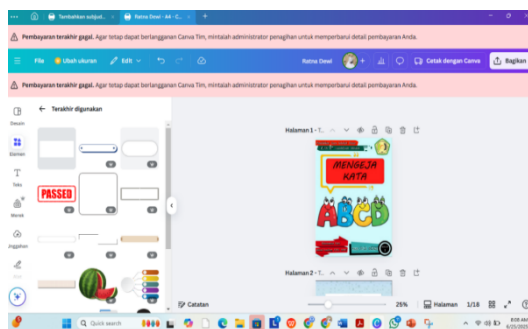 Tambahkan subjud...
Ratna Dewi - A4 - C...
Pembayaran terakhir gagal. Agar tetap dapat berlangganan Canva Tim, mintalah administrator penagihan untuk memperbarui detail pembayaran Anda.
File
Ubah ukuran
Edit
Ratna Dewi
Cetak dengan Canva
Bagikan
Pembayaran terakhir gagal. Agar tetap dapat berlangganan Canva Tim, mintalah administrator penagihan untuk memperbarui detail pembayaran Anda.
Desain
Elemen
Teks
Merek
Unggahan
Terakhir digunakan
PASSED
Halaman 1 - T...
MENGEJA
KATA
ABCD
Halaman 2 - T...
Catatan
25%
Halaman
1/18
Quick search